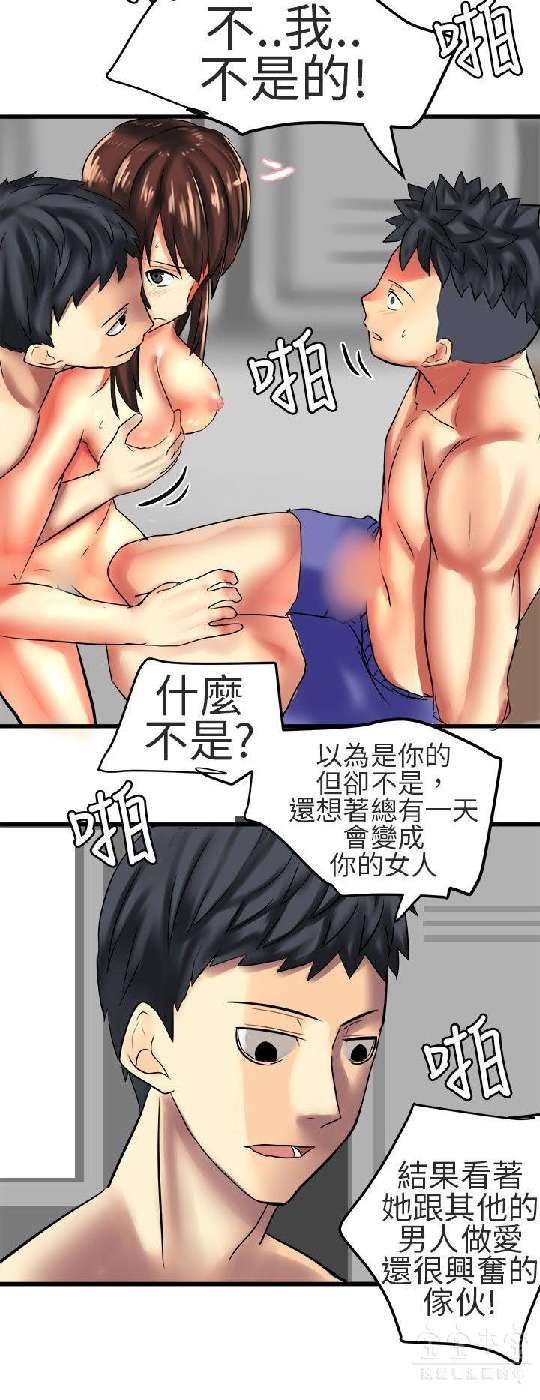 不..我..
不是的!
啪
啪
什麼
不是?
以為是你的
但卻不是，
還想著總有一天
會變成
你的女人
啪
啪
結果看著
她跟其他的
男人做愛
還很興奮的
傢伙!